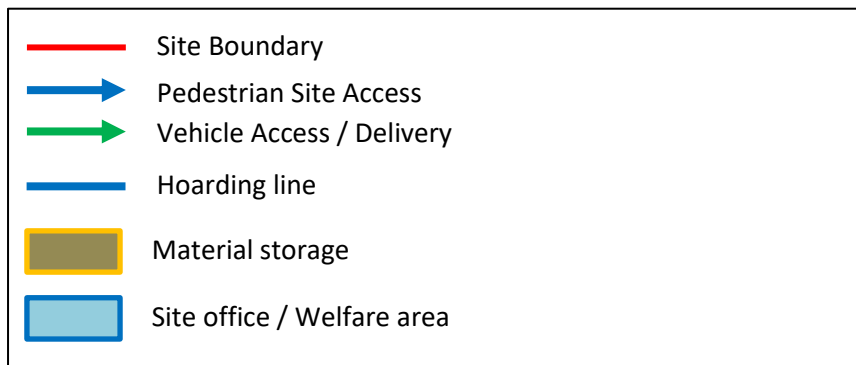 Site Boundary
Pedestrian Site Access
Vehicle Access / Delivery
Hoarding line
Material storage
Site office / Welfare area